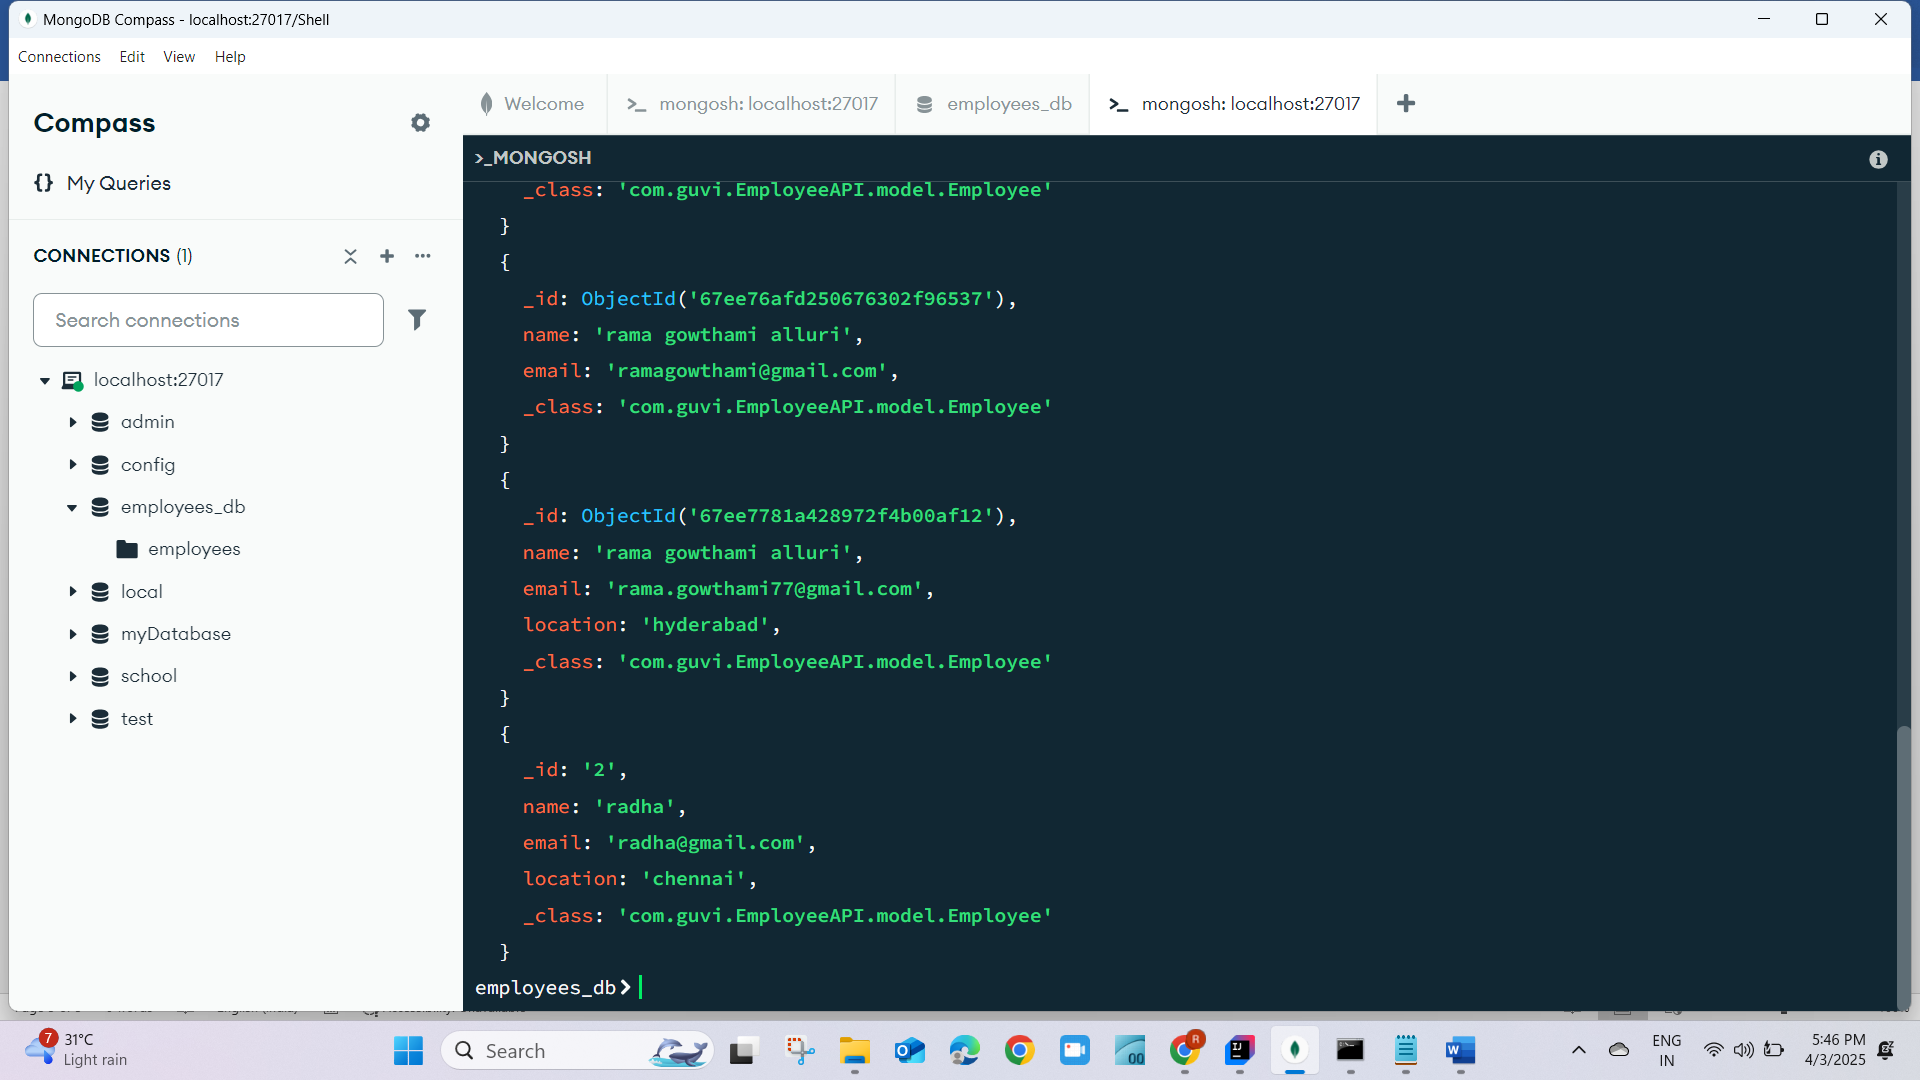 MongoDB Compass - localhost:27017/Shell
Connections Edit View Help
Compass
My Queries
CONNECTIONS (1)
Search connections
localhost:27017
admin
config
employees_db
employees
local
myDatabase
school
test
Welcome
mongosh: localhost:27017
employees_db
mongosh: localhost:27017
>_MONGOSH
_class: 'com.guvi.EmployeeAPI.model.Employee'
}
{
_id: ObjectId('67ee76afd250676302f96537'),
name: 'rama gowthami alluri',
email: 'ramagowthami@gmail.com',
_class: 'com.guvi.EmployeeAPI.model.Employee'
}
{
_id: ObjectId('67ee7781a428972f4b00af12'),
name: 'rama gowthami alluri',
email: 'rama.gowthami77@gmail.com',
location: 'hyderabad',
_class: 'com.guvi.EmployeeAPI.model.Employee'
}
{
_id: '2',
name: 'radha',
email: 'radha@gmail.com',
location: 'chennai',
_class: 'com.guvi.EmployeeAPI.model.Employee'
}
employees_db>
7
31°C
Light rain
Search
00
R
IJ
W
ENG
IN
5:46 PM
4/3/2025